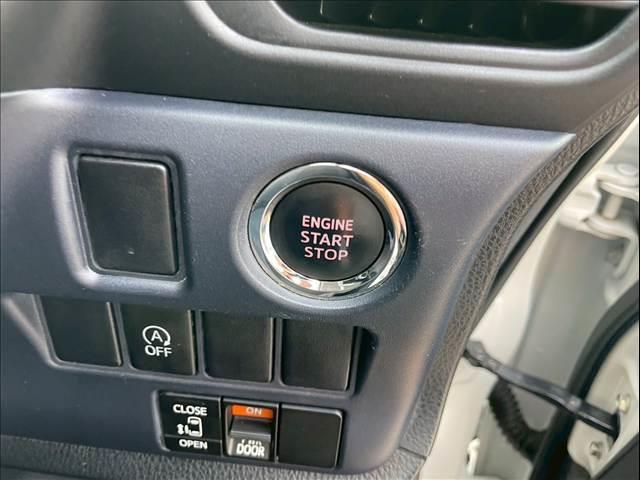 ENGINE
START
STOP
A
OFF
CLOSE
OPEN
ON
DOOR